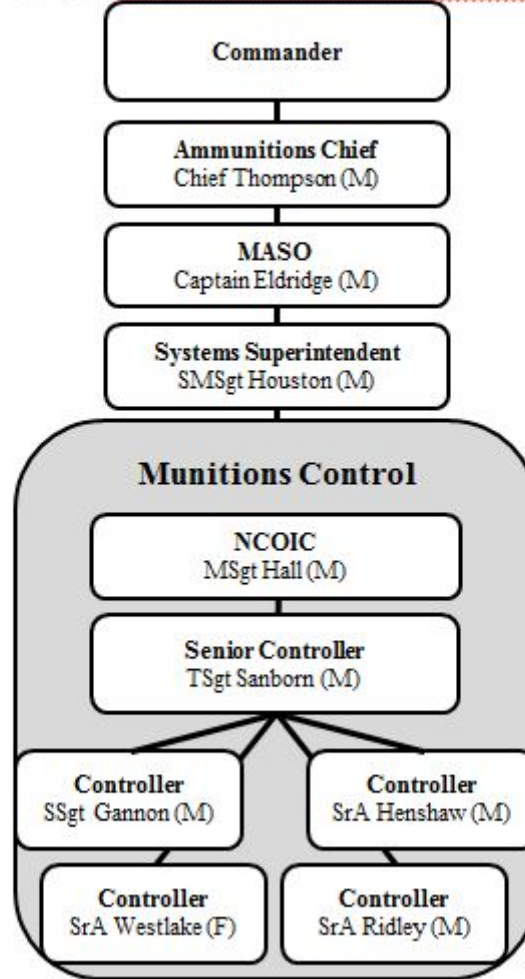 Commander
Ammunitions Chief
Chief Thompson (M)
MASO
Captain Eldridge (M)
Systems Superintendent
SMSgt Houston (M)
Munitions Control
NCOIC
MSgt Hall (M)
Senior Controller
TSgt Sanborn (M)
Controller
SSgt Gannon (M)
Controller
SrA Henshaw (M)
Controller
SrA Westlake (F)
Controller
SrA Ridley (M)